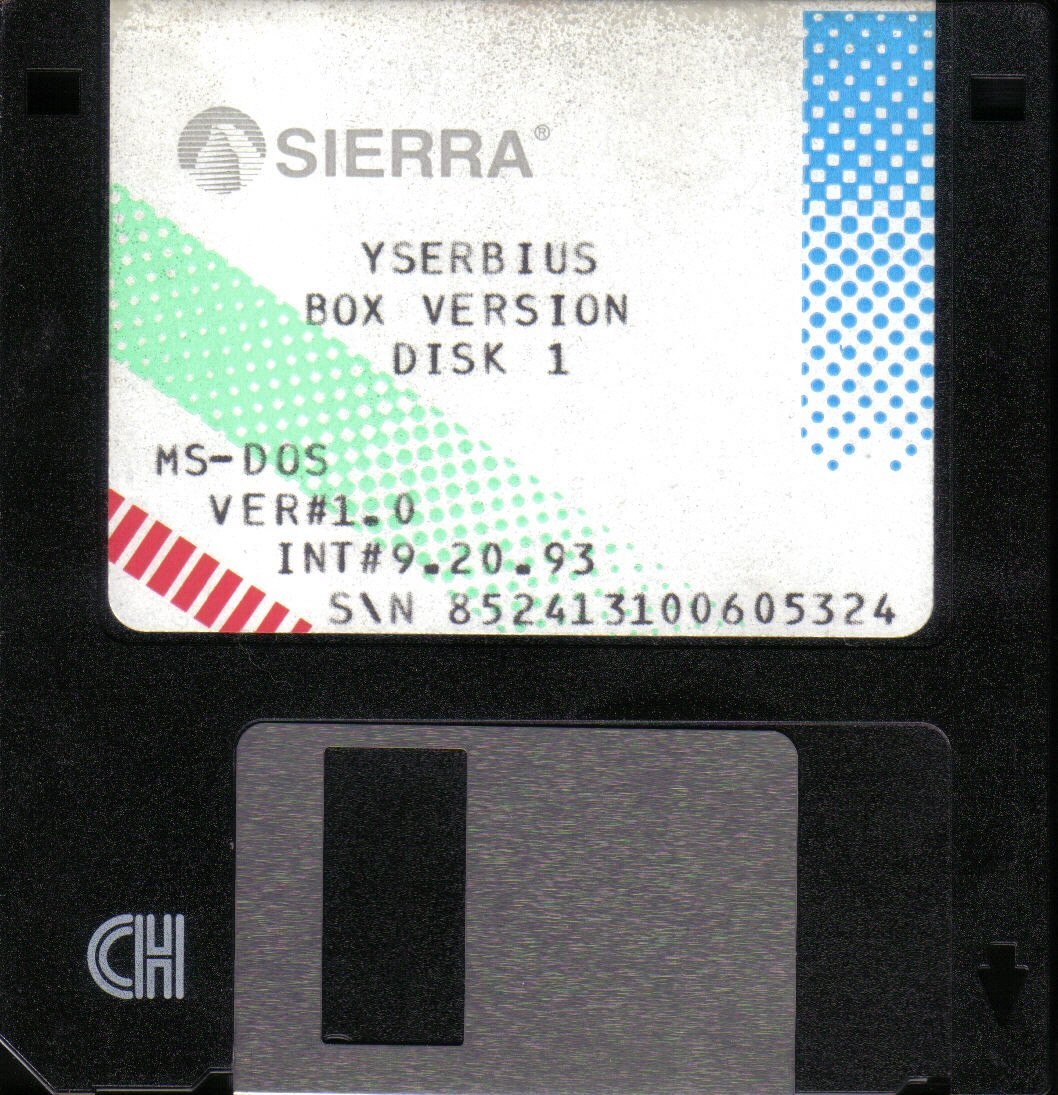 SIERRA®
YSERBIUS
BOX VERSION
DISK 1
MS-DOS
VER#1.0
INT#9.20.93
S\N 852413100605324
CH